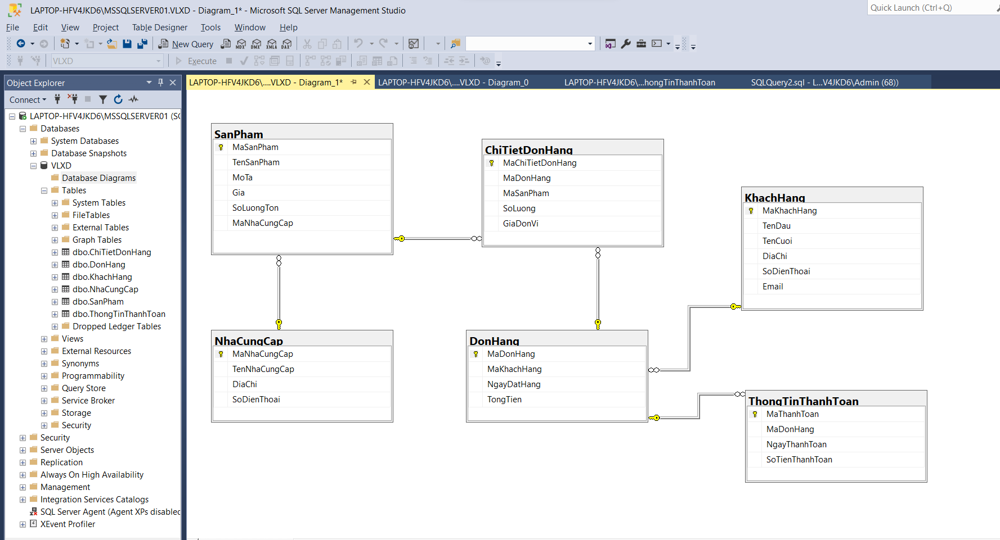 LAPTOP-HFV4JKD6\MSSQLSERVER01.VLXD - Diagram_1* - Microsoft SQL Server Management Studio
Quick Launch (Ctrl+Q)
File Edit View Project Table Designer Tools Window Help
New Query MDX DMX XMLA DAX
VLXD Execute
Object Explorer
LAPTOP-HFV4JKD6\....VLXD - Diagram_1*
LAPTOP-HFV4JKD6\....VLXD - Diagram_0
LAPTOP-HFV4JKD6\...hongTinThanhToan
SQLQuery2.sql - L...V4JKD6\Admin (68))
Connect
LAPTOP-HFV4JKD6\MSSQLSERVER01 (SQ
Databases
System Databases
Database Snapshots
VLXD
Database Diagrams
Tables
System Tables
FileTables
External Tables
Graph Tables
dbo.ChiTietDonHang
dbo.DonHang
dbo.KhachHang
dbo.NhaCungCap
dbo.SanPham
dbo.ThongTinThanhToan
Dropped Ledger Tables
Views
External Resources
Synonyms
Programmability
Query Store
Service Broker
Storage
Security
Security
Server Objects
Replication
Always On High Availability
Management
Integration Services Catalogs
SQL Server Agent (Agent XPs disabled
XEvent Profiler
SanPham
MaSanPham
TenSanPham
MoTa
Gia
SoLuongTon
MaNhaCungCap
ChiTietDonHang
MaChiTietDonHang
MaDonHang
MaSanPham
SoLuong
GiaDonVi
KhachHang
MaKhachHang
TenDau
TenCuoi
DiaChi
SoDienThoai
Email
NhaCungCap
MaNhaCungCap
TenNhaCungCap
DiaChi
SoDienThoai
DonHang
MaDonHang
MaKhachHang
NgayDatHang
TongTien
ThongTinThanhToan
MaThanhToan
MaDonHang
NgayThanhToan
SoTienThanhToan